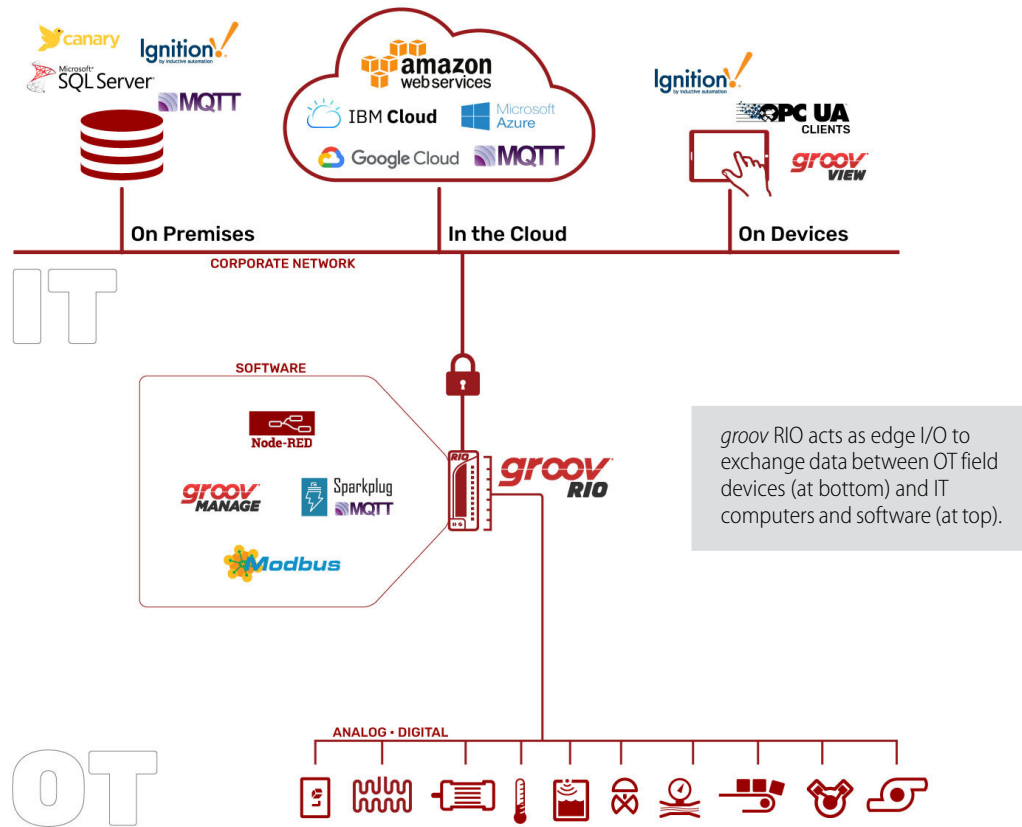 canary
Ignition!
by inductive automation
Microsoft®
SQL Server®
MQTT
amazon
web services
IBM Cloud
Microsoft
Azure
Google Cloud
MQTT
Ignition!
by inductive automation
OPC UA
CLIENTS
groov
VIEW
On Premises
In the Cloud
On Devices
CORPORATE NETWORK
IT
SOFTWARE
Node-RED
groov
MANAGE
Sparkplug
MQTT
Modbus
RIO
groov
RIO
groov RIO acts as edge I/O to
exchange data between OT field
devices (at bottom) and IT
computers and software (at top).
OT
ANALOG • DIGITAL